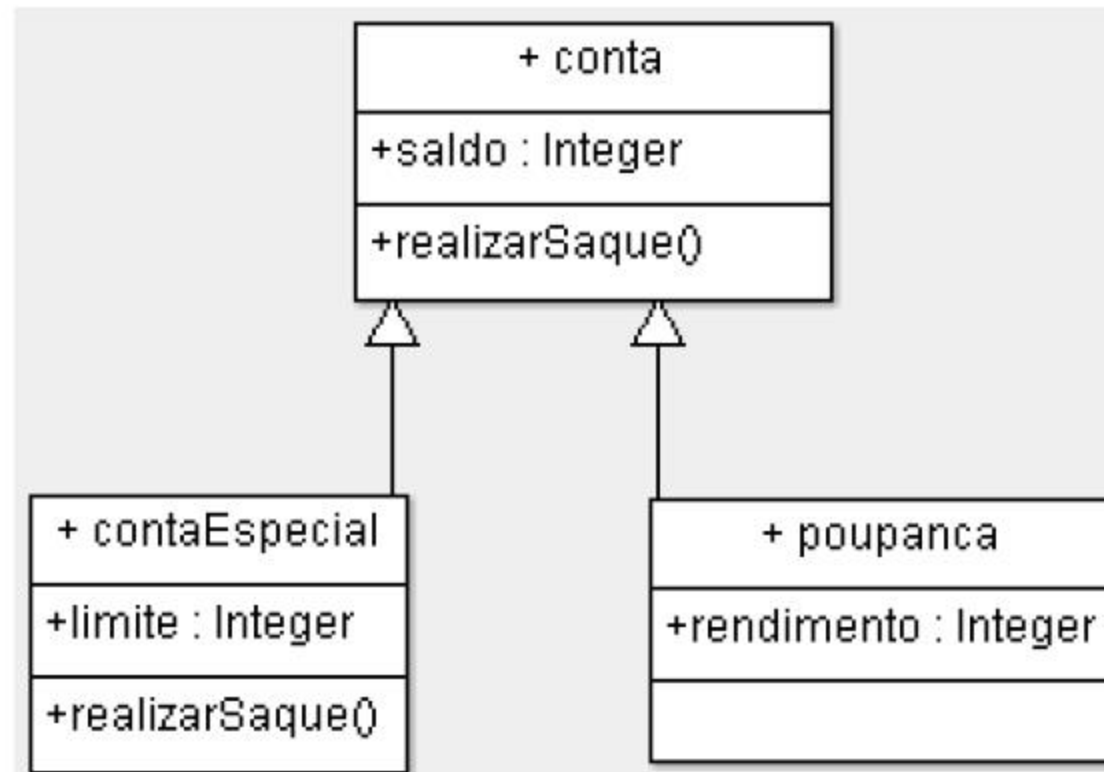 + conta
+saldo : Integer
+realizarSaque()
+ contaEspecial
+limite : Integer
+realizarSaque()
+ poupanca
+rendimento : Integer